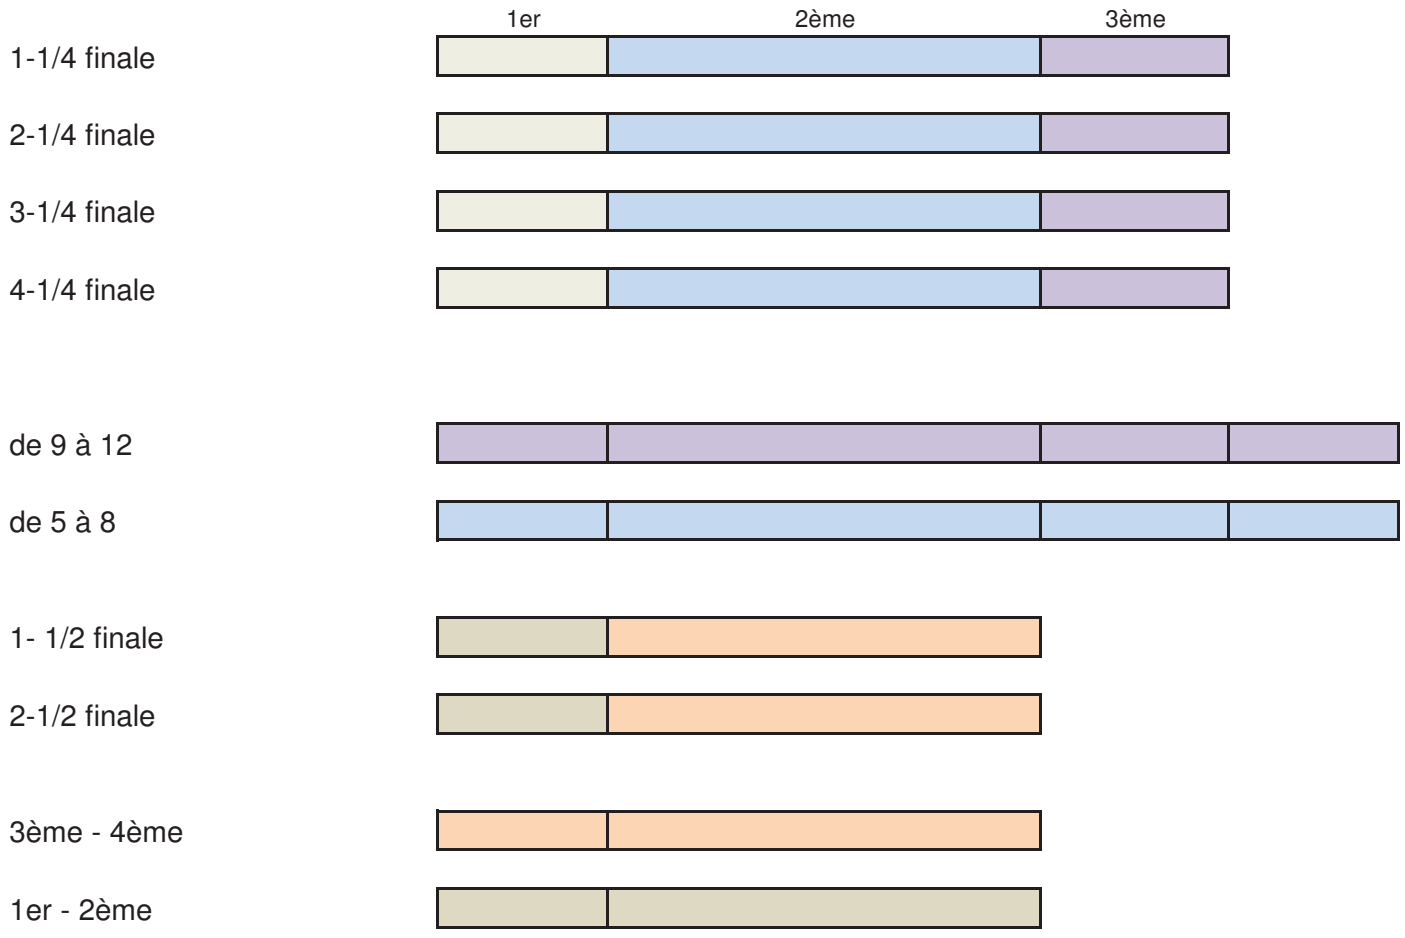 1er 2ème 3ème
1-1/4 finale
2-1/4 finale
3-1/4 finale
4-1/4 finale
de 9 à 12
de 5 à 8
1- 1/2 finale
2-1/2 finale
3ème - 4ème
1er - 2ème